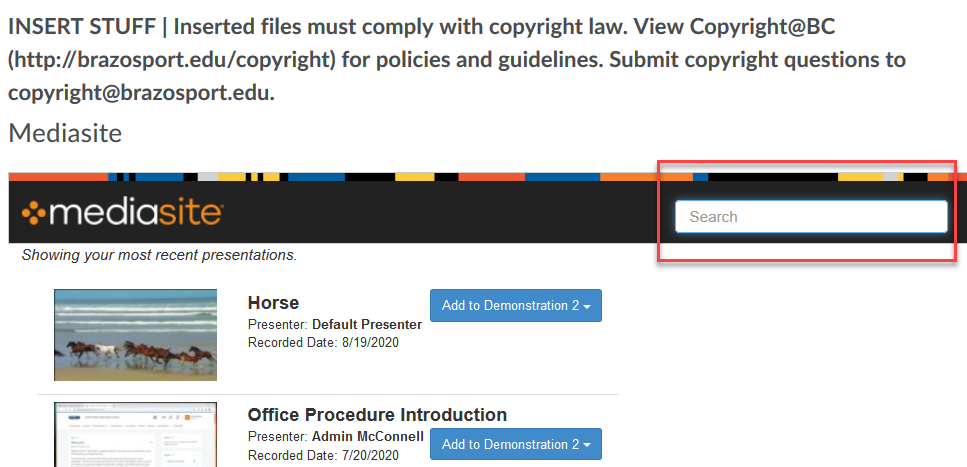 INSERT STUFF | Inserted files must comply with copyright law. View Copyright@BC
(http://brazosport.edu/copyright) for policies and guidelines. Submit copyright questions to
copyright@brazosport.edu.
Mediasite
mediasite
Search
Showing your most recent presentations.
Horse
Add to Demonstration 2
Presenter: Default Presenter
Recorded Date: 8/19/2020
Office Procedure Introduction
Presenter: Admin McConnell
Add to Demonstration 2
Recorded Date: 7/20/2020